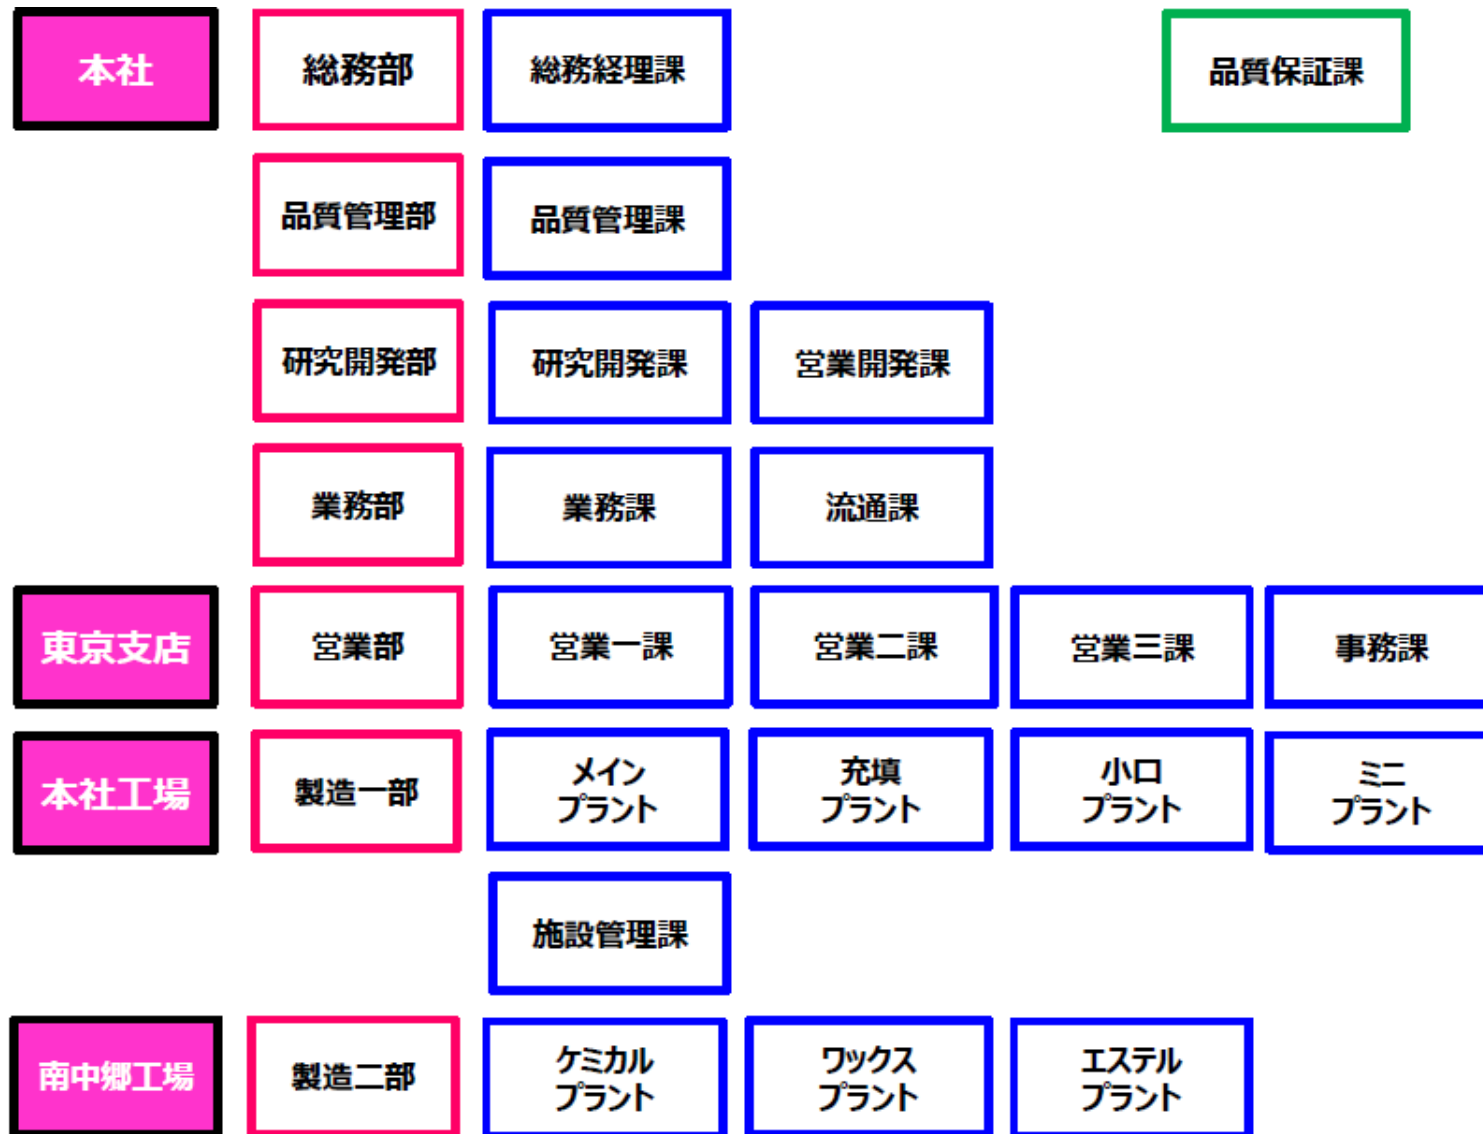 本社
総務部
総務経理課
品質保証課
品質管理部
品質管理課
研究開発部
研究開発課
営業開発課
業務部
業務課
流通課
東京支店
営業部
営業一課
営業二課
営業三課
事務課
本社工場
製造一部
メイン
プラント
充填
プラント
小口
プラント
ミニ
プラント
施設管理課
南中郷工場
製造二部
ケミカル
プラント
ワックス
プラント
エステル
プラント